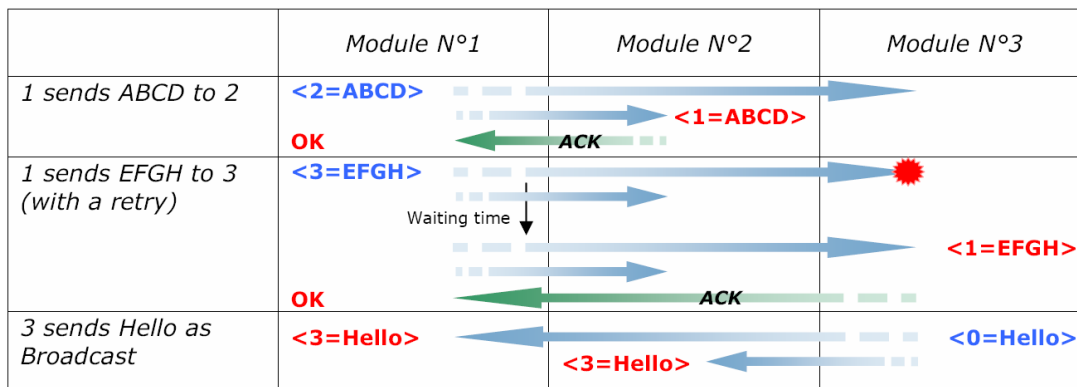 Module N°1
Module N°2
Module N°3
1 sends ABCD to 2
<2=ABCD>
<1=ABCD>
OK
ACK
1 sends EFGH to 3
(with a retry)
<3=EFGH>
Waiting time
<1=EFGH>
OK
ACK
3 sends Hello as
Broadcast
<3=Hello>
<0=Hello>
<3=Hello>